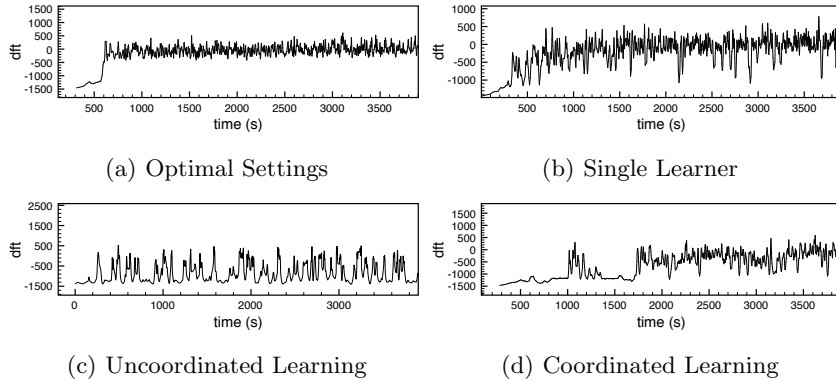 1500
1000
500
0
-500
-1000
-1500
dft
500 1000 1500 2000 2500 3000 3500
time (s)
(a) Optimal Settings
1000
500
0
-500
-1000
dft
500 1000 1500 2000 2500 3000 3500
time (s)
(b) Single Learner
2500
1500
500
-500
-1500
dft
0 1000 2000 3000
time (s)
(c) Uncoordinated Learning
1500
1000
500
0
-500
-1000
-1500
dft
0 500 1000 1500 2000 2500 3000 3500
time (s)
(d) Coordinated Learning